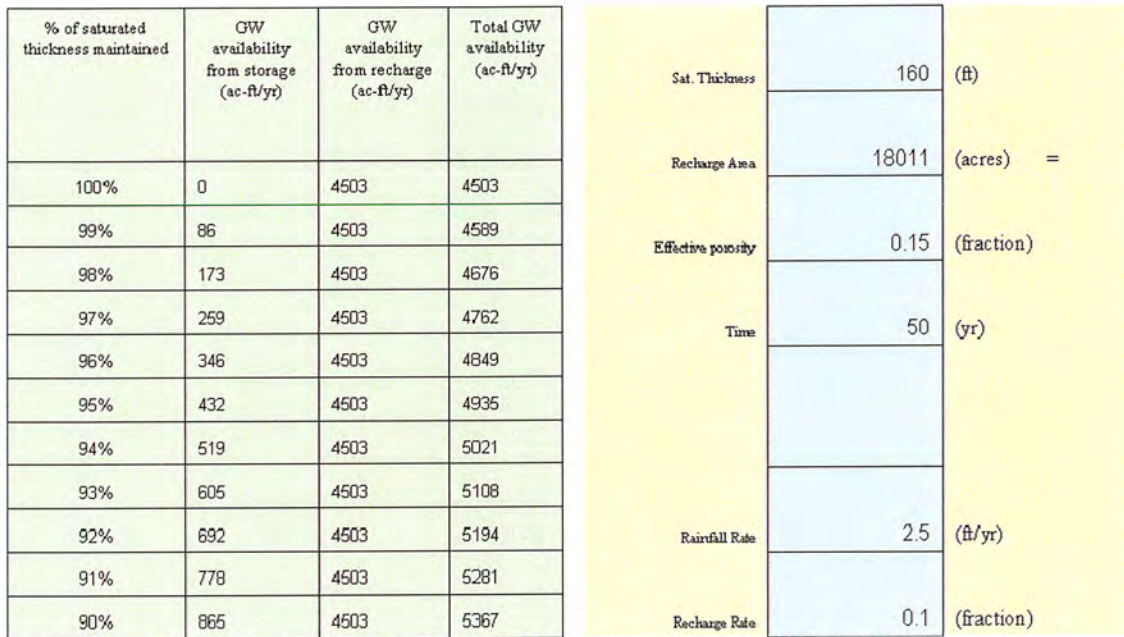 % of saturated
thickness maintained
GW
availability
from storage
(ac-ft/yr)
GW
availability
from recharge
(ac-ft/yr)
Total GW
availability
(ac-ft/yr)
100% 0 4503 4503
99% 86 4503 4589
98% 173 4503 4676
97% 259 4503 4762
96% 346 4503 4849
95% 432 4503 4935
94% 519 4503 5021
93% 605 4503 5108
92% 692 4503 5194
91% 778 4503 5281
90% 865 4503 5367
Sat. Thickness 160 (ft)
Recharge Area 18011 (acres) =
Effective porosity 0.15 (fraction)
Time 50 (yr)
Rainfall Rate 2.5 (ft/yr)
Recharge Rate 0.1 (fraction)